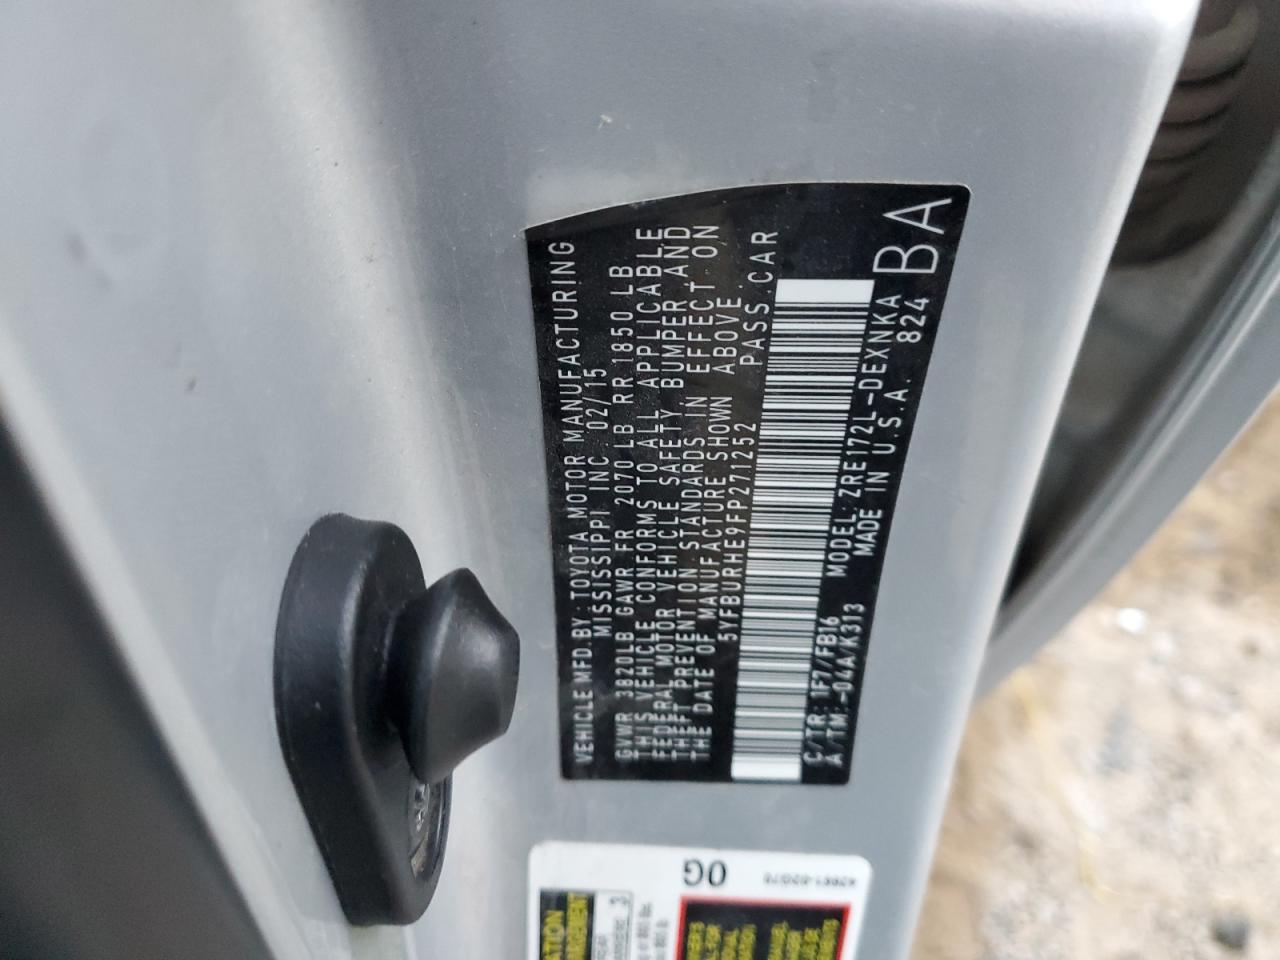 VEHICLE MFD.BY: TOYOTA MOTOR MANUFACTURING
MISSISSIPPI INC 02/15
GVWR 3820LB GAWR FR 2070 LB RR 1850 LB
THIS VEHICLE CONFORMS TO ALL APPLICABLE
FEDERAL MOTOR VEHICLE SAFETY, BUMPER AND
THEFT PREVENTION STANDARDS IN EFFECT ON
THE DATE OF MANUFACTURE SHOWN ABOVE.
5YFBURHE9FP271252 PASS.CAR
C/TR: 1F7/FB16 MODEL: ZRE172L-DEXNKA
A/TM:-04A/K313 MADE IN U.S.A. 824
BA
0G